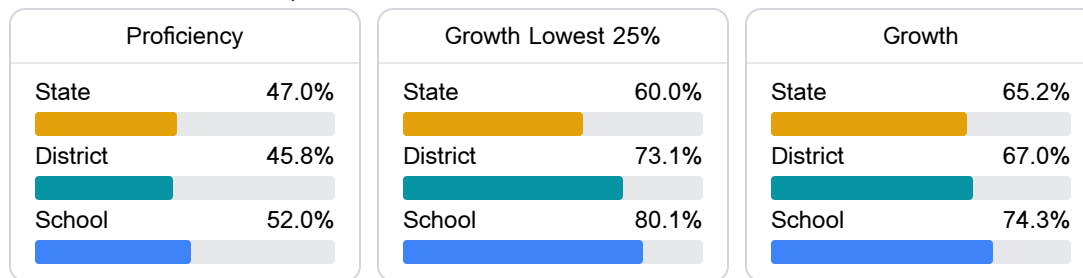 Proficiency
State 47.0%
District 45.8%
School 52.0%
Growth Lowest 25%
State 60.0%
District 73.1%
School 80.1%
Growth
State 65.2%
District 67.0%
School 74.3%